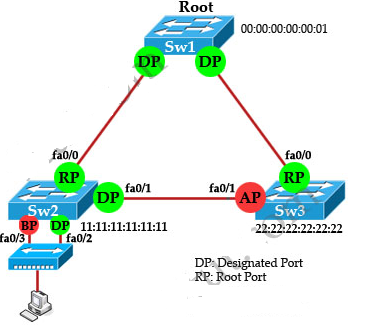 Root
00:00:00:00:00:01
Sw1
DP
DP
fa0/0
fa0/0
RP
RP
fa0/1
fa0/1
DP
AP
Sw2
Sw3
BP
DP
11:11:11:11:11:11
22:22:22:22:22:22
fa0/3
fa0/2
DP: Designated Port
RP: Root Port